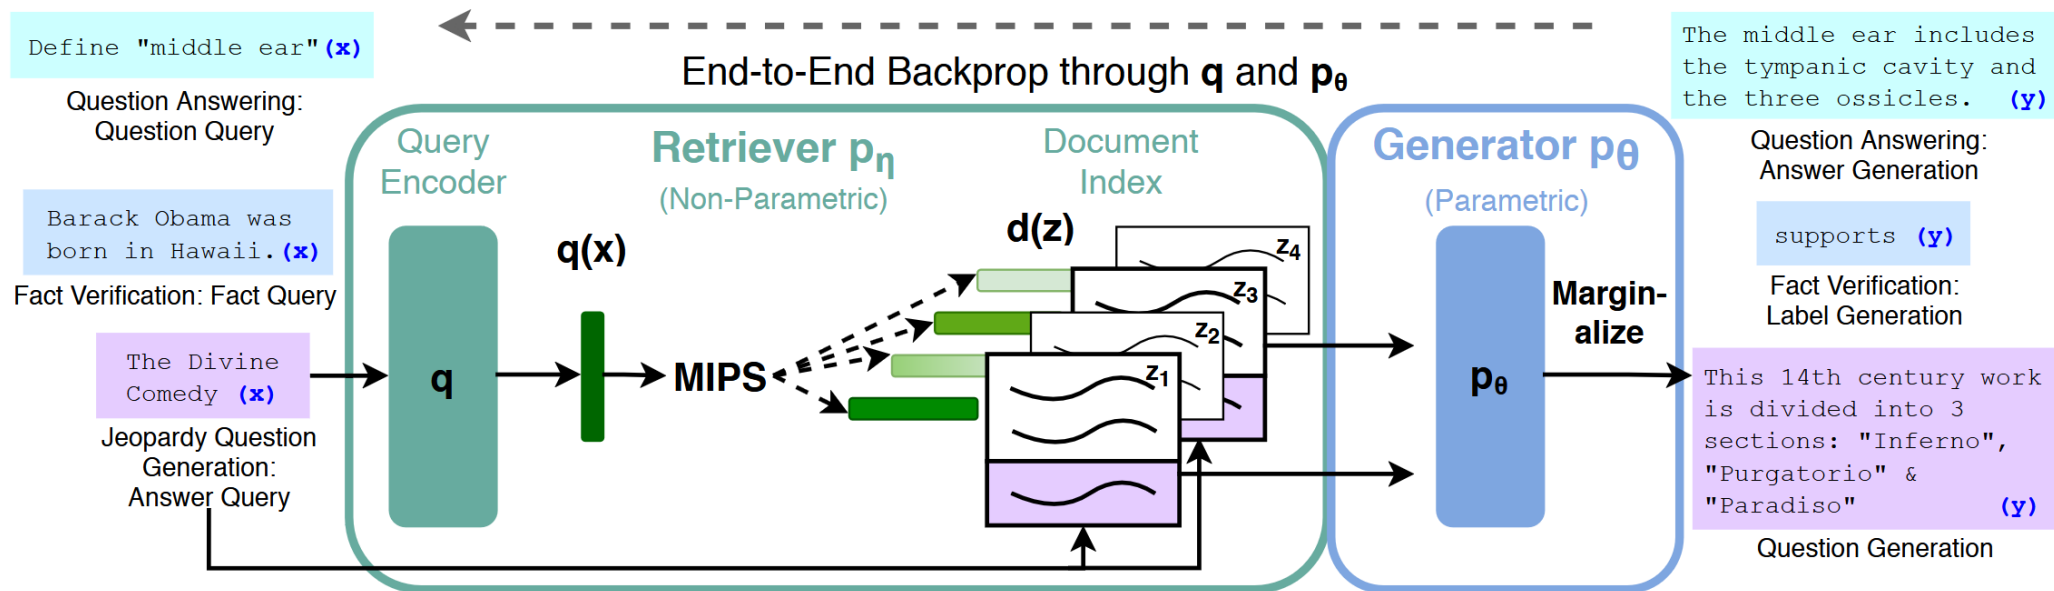 Define "middle ear"(x)
Question Answering:
Question Query
Barack Obama was
born in Hawaii.(x)
Fact Verification: Fact Query
The Divine
Comedy (x)
Jeopardy Question
Generation:
Answer Query
End-to-End Backprop through q and pθ
Query
Encoder
q
Retriever pη
(Non-Parametric)
q(x)
MIPS
Document
Index
d(z)
z4
z3
z2
z1
Generator pθ
(Parametric)
pθ
Margin-
alize
The middle ear includes
the tympanic cavity and
the three ossicles. (y)
Question Answering:
Answer Generation
supports (y)
Fact Verification:
Label Generation
This 14th century work
is divided into 3
sections: "Inferno",
"Purgatorio" &
"Paradiso" (y)
Question Generation